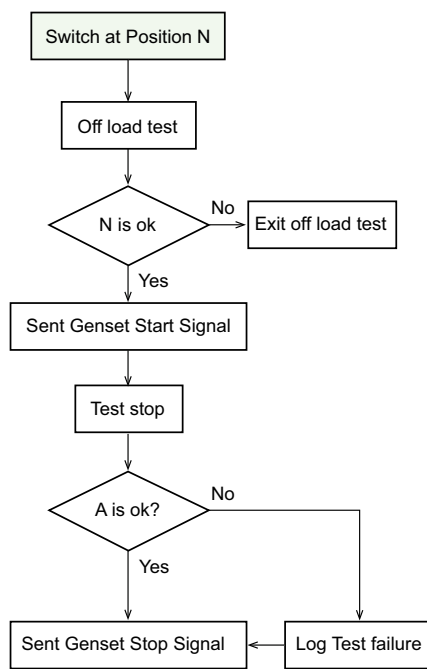 Switch at Position N
Off load test
N is ok
No
Exit off load test
Yes
Sent Genset Start Signal
Test stop
A is ok?
No
Yes
Sent Genset Stop Signal
Log Test failure